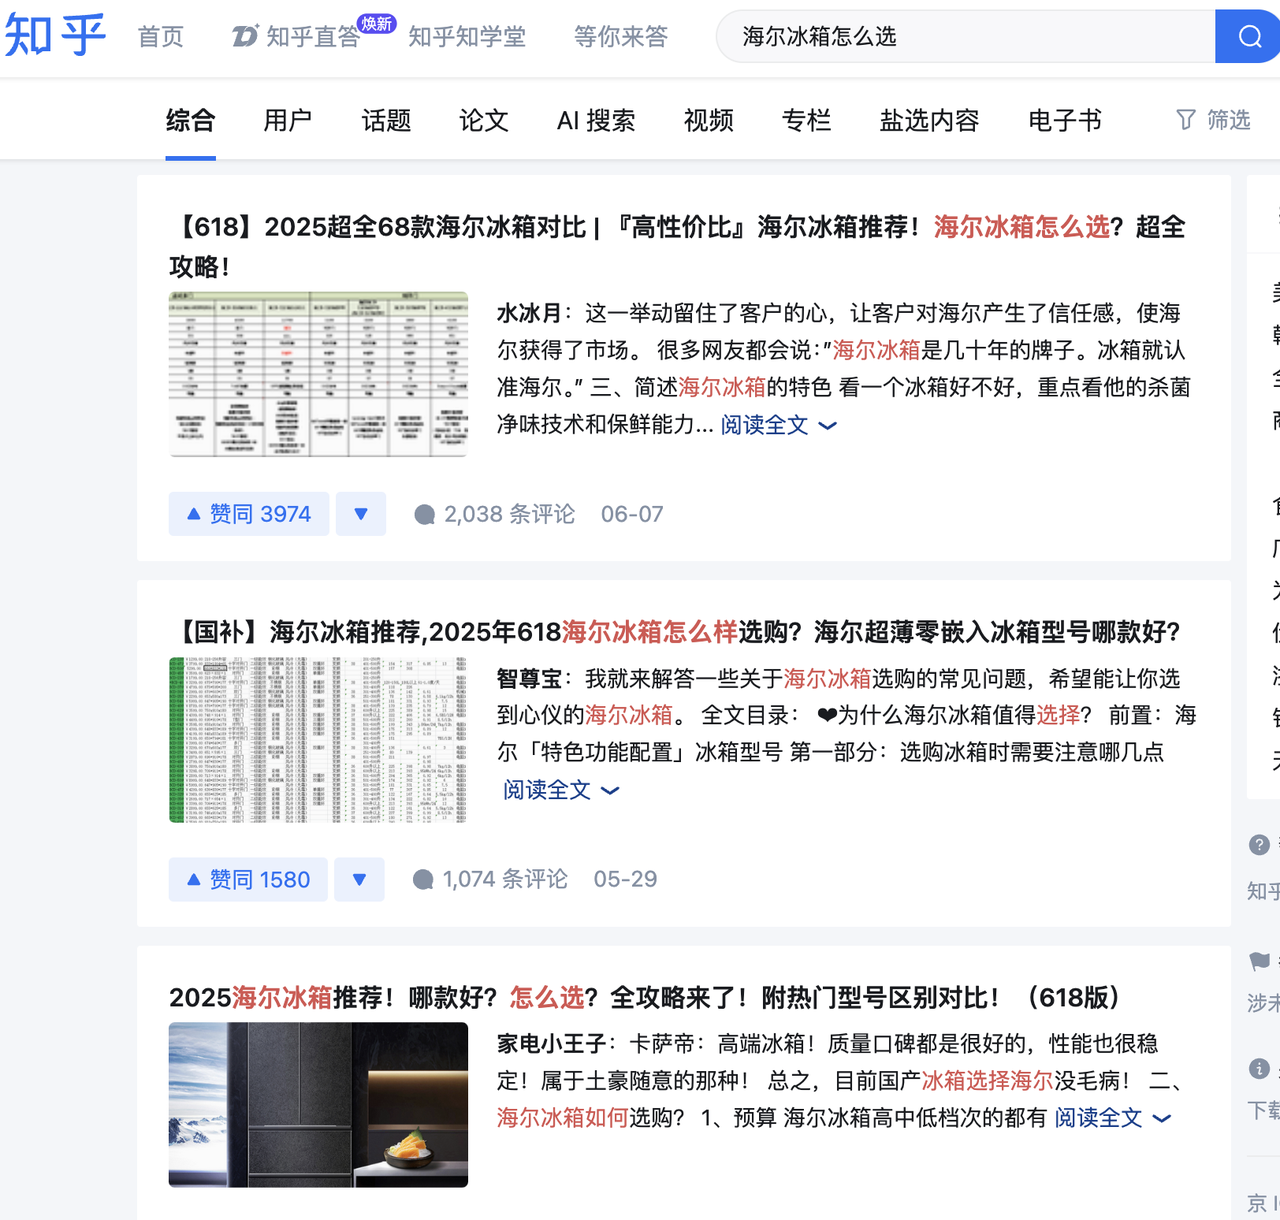 知乎 首页 知乎直答 焕新 知乎知学堂 等你来答 海尔冰箱怎么选
综合 用户 话题 论文 AI 搜索 视频 专栏 盐选内容 电子书 筛选
【618】2025超全68款海尔冰箱对比 | 『高性价比』海尔冰箱推荐！海尔冰箱怎么选？超全
攻略！
水冰月：这一举动留住了客户的心，让客户对海尔产生了信任感，使海
尔获得了市场。 很多网友都会说:"海尔冰箱是几十年的牌子。冰箱就认
准海尔。" 三、简述海尔冰箱的特色 看一个冰箱好不好，重点看他的杀菌
净味技术和保鲜能力... 阅读全文
赞同 3974 2,038 条评论 06-07
【国补】海尔冰箱推荐,2025年618海尔冰箱怎么样选购？海尔超薄零嵌入冰箱型号哪款好？
智尊宝：我就来解答一些关于海尔冰箱选购的常见问题，希望能让你选
到心仪的海尔冰箱。 全文目录： ❤为什么海尔冰箱值得选择？ 前置：海
尔「特色功能配置」冰箱型号 第一部分：选购冰箱时需要注意哪几点
阅读全文
赞同 1580 1,074 条评论 05-29
2025海尔冰箱推荐！哪款好？怎么选？全攻略来了！附热门型号区别对比！（618版）
家电小王子：卡萨帝：高端冰箱！质量口碑都是很好的，性能也很稳
定！属于土豪随意的那种！ 总之，目前国产冰箱选择海尔没毛病！ 二、
海尔冰箱如何选购？ 1、预算 海尔冰箱高中低档次的都有 阅读全文
知乎
涉未
下载
京 I